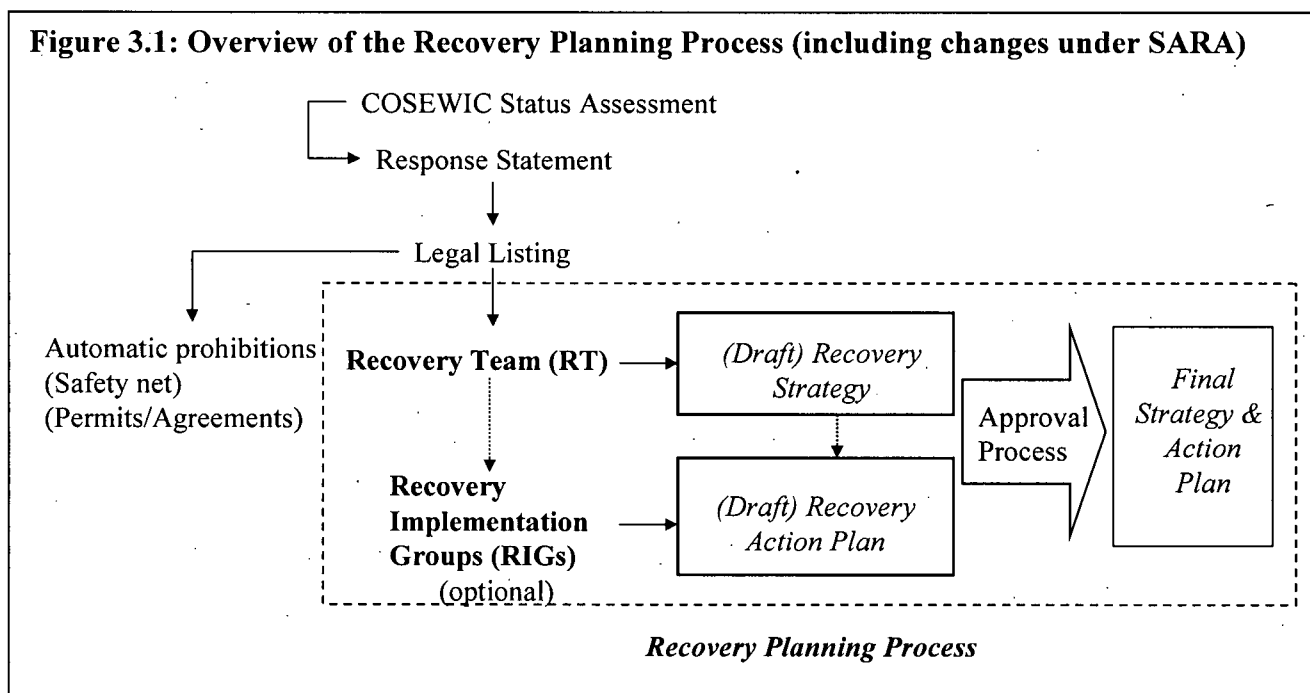 Figure 3.1: Overview of the Recovery Planning Process (including changes under SARA)
COSEWIC Status Assessment
Response Statement
Legal Listing
Automatic prohibitions
(Safety net)
(Permits/Agreements)
Recovery Team (RT)
(Draft) Recovery
Strategy
Approval
Process
Final
Strategy &
Action
Plan
Recovery
Implementation
Groups (RIGs)
(optional)
(Draft) Recovery
Action Plan
Recovery Planning Process